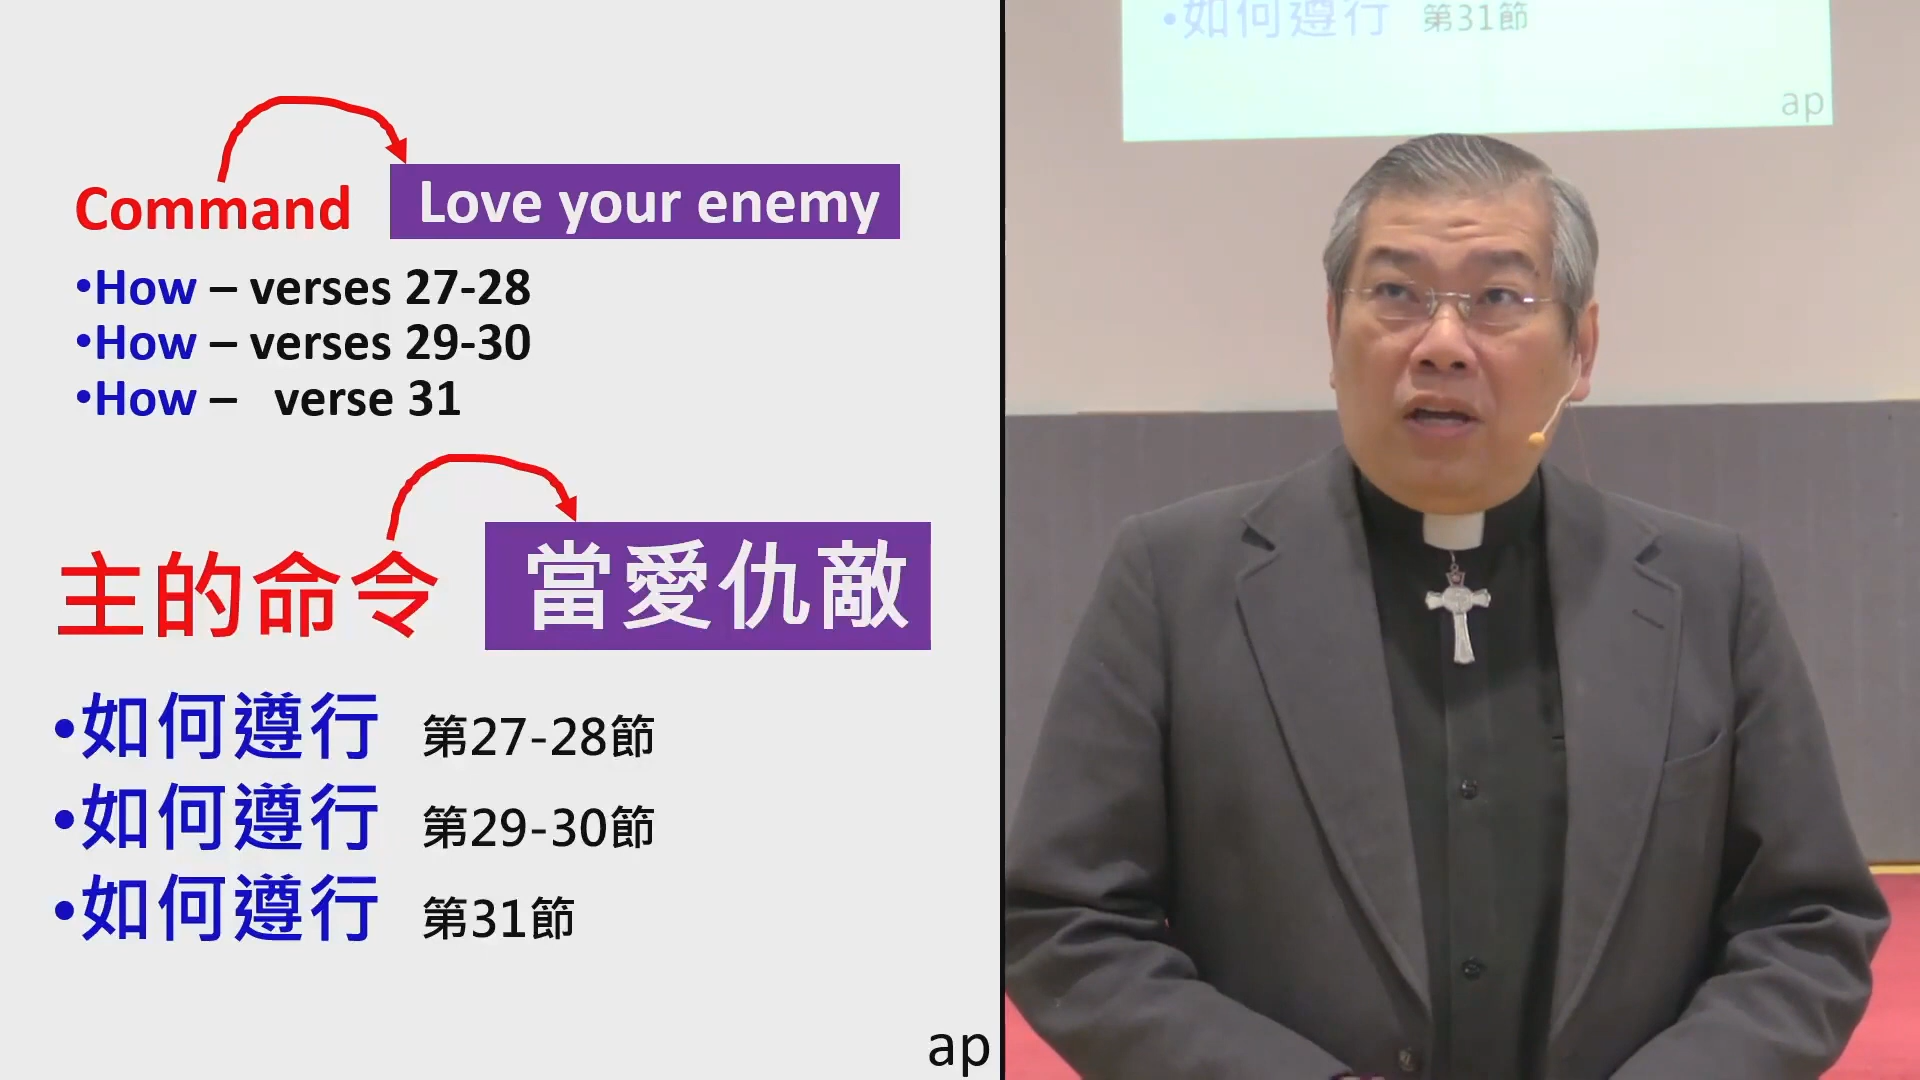 Command Love your enemy
•How – verses 27-28
•How – verses 29-30
•How – verse 31
主的命令 當愛仇敵
•如何遵行 第27-28節
•如何遵行 第29-30節
•如何遵行 第31節
ap
•如何遵行 第31節
ap